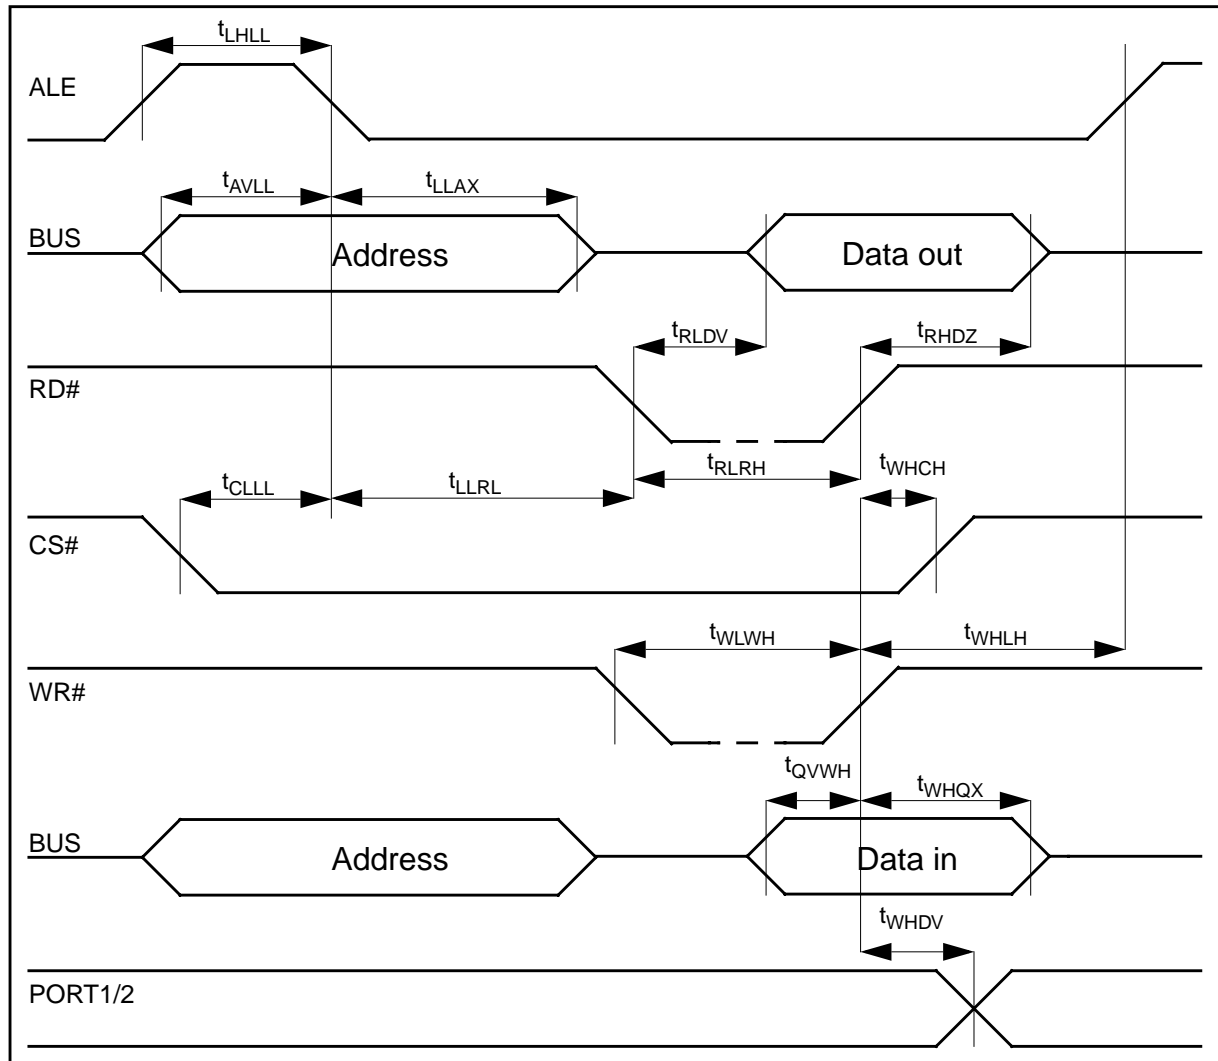 tLHLL
ALE
tAVLL tLLAX
BUS Address Data out
tRLDV tRHDZ
RD#
tCLLL tLLRL tRLRH tWHCH
CS#
tWLWH tWHLH
WR#
tQVWH tWHQX
BUS Address Data in
tWHDV
PORT1/2